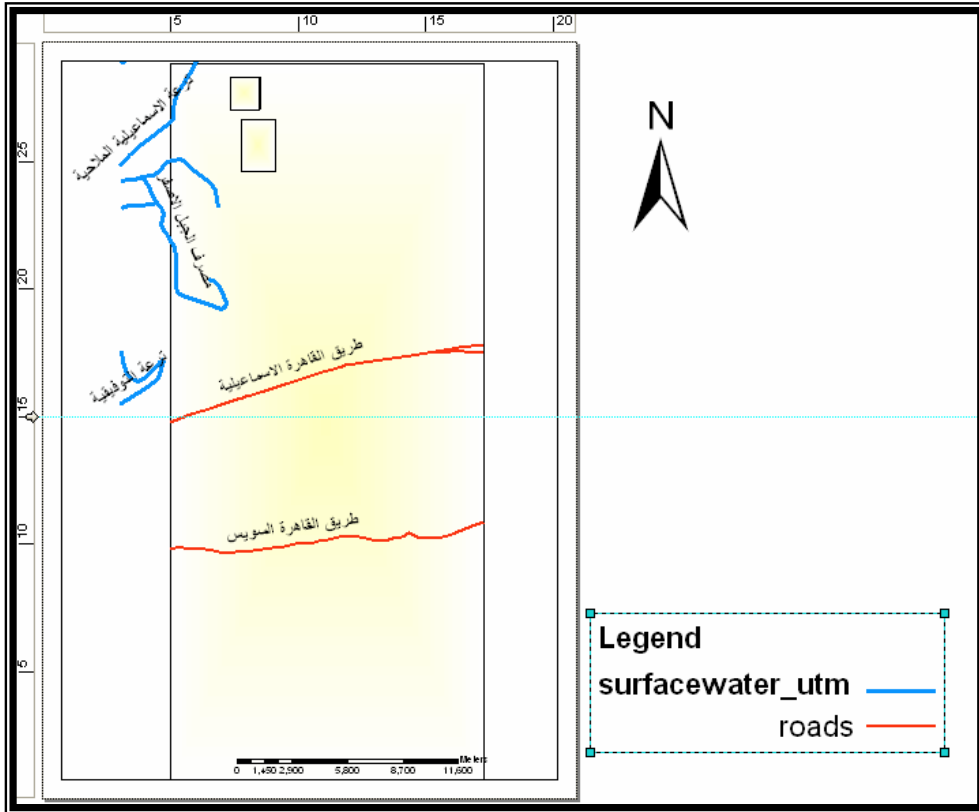 5 10 15 20
25
20
15
10
5
N
ترعة الاسماعيلية الملاحية
مصرف الجبل الاصفر
ترعة التوفيقية
طريق القاهرة الاسماعيلية
طريق القاهرة السويس
Meters
0 1,450 2,900 5,800 8,700 11,600
Legend
surfacewater_utm
roads